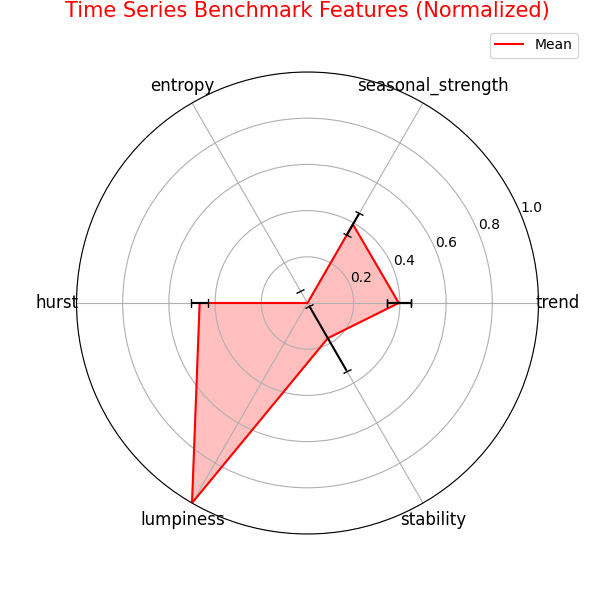 Time Series Benchmark Features (Normalized)
Mean
entropy
seasonal_strength
1.0
0.8
0.6
0.4
0.2
hurst
trend
lumpiness
stability